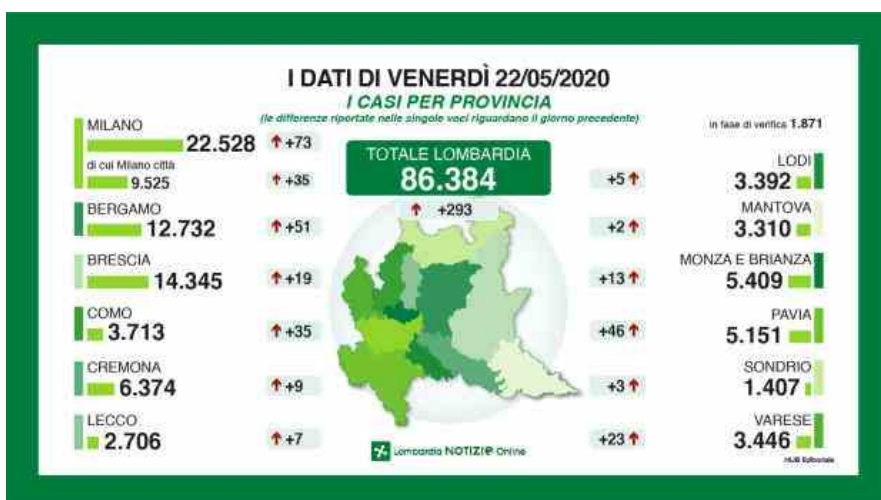 I DATI DI VENERDÌ 22/05/2020
I CASI PER PROVINCIA
(le differenze riportate nelle singole voci riguardano il giorno precedente)
in fase di verifica 1.871
TOTALE LOMBARDIA
86.384
+293
MILANO
22.528 +73
di cui Milano città
9.525 +35
BERGAMO
12.732 +51
BRESCIA
14.345 +19
COMO
3.713 +35
CREMONA
6.374 +9
LECCO
2.706 +7
LODI
+5 3.392
MANTOVA
+2 3.310
MONZA E BRIANZA
+13 5.409
PAVIA
+46 5.151
SONDRIO
+3 1.407
VARESE
+23 3.446
Lombardia NOTIZIE Online
HUB Editoriale